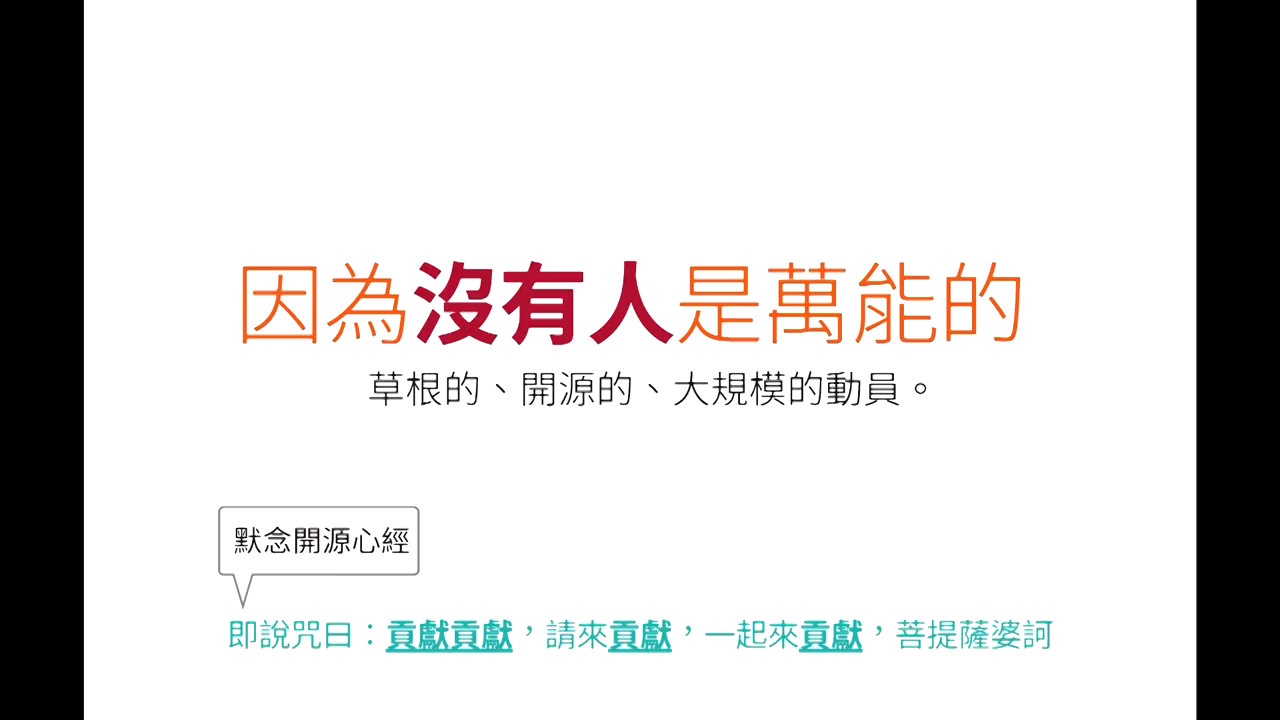 因為沒有人是萬能的
草根的、開源的、大規模的動員。
默念開源心經
即說咒曰：貢獻貢獻，請來貢獻，一起來貢獻，菩提薩婆訶